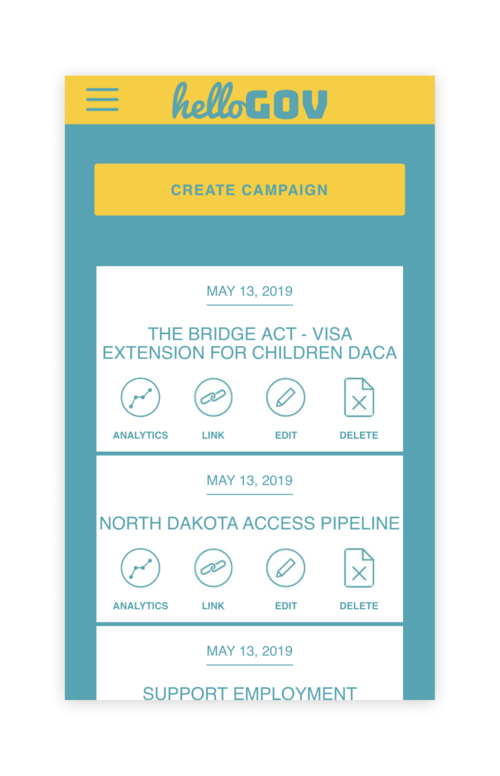 helloGOV
CREATE CAMPAIGN
MAY 13, 2019
THE BRIDGE ACT - VISA
EXTENSION FOR CHILDREN DACA
ANALYTICS LINK EDIT DELETE
MAY 13, 2019
NORTH DAKOTA ACCESS PIPELINE
ANALYTICS LINK EDIT DELETE
MAY 13, 2019
SUPPORT EMPLOYMENT